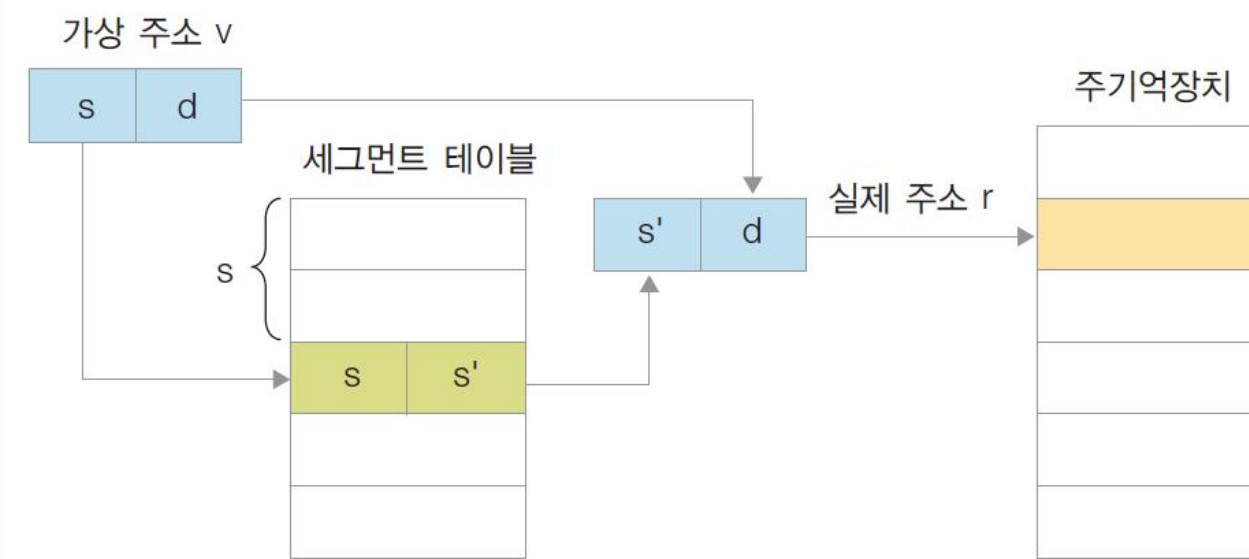 가상 주소 v
s d
주기억장치
세그먼트 테이블
실제 주소 r
s' d
s
s s'